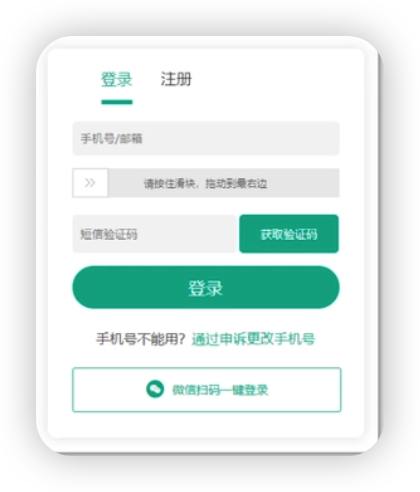 登录 注册
手机号/邮箱
请按住滑块，拖动到最右边
短信验证码 获取验证码
登录
手机号不能用？通过申诉更改手机号
微信扫码一键登录